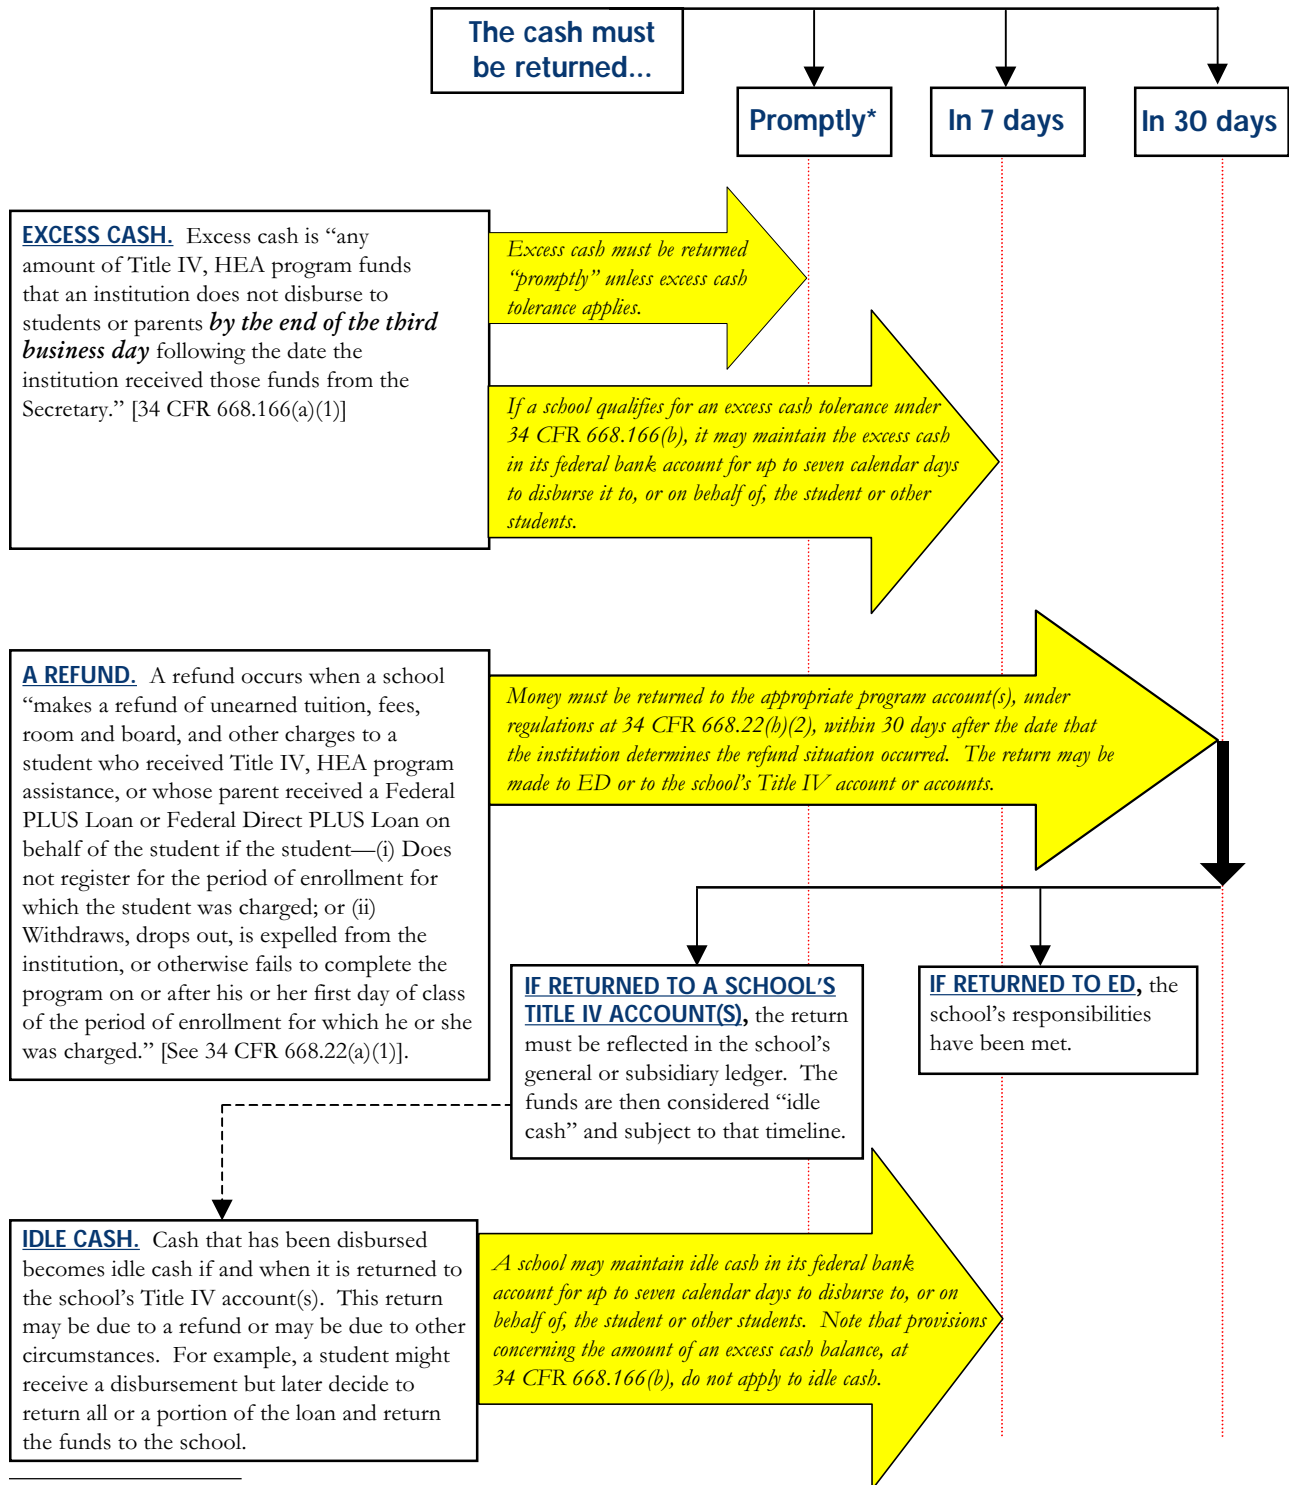 The cash must
be returned...
Promptly*
In 7 days
In 30 days
EXCESS CASH. Excess cash is “any
amount of Title IV, HEA program funds
that an institution does not disburse to
students or parents by the end of the third
business day following the date the
institution received those funds from the
Secretary.” [34 CFR 668.166(a)(1)]
Excess cash must be returned
“promptly” unless excess cash
tolerance applies.
If a school qualifies for an excess cash tolerance under
34 CFR 668.166(b), it may maintain the excess cash
in its federal bank account for up to seven calendar days
to disburse it to, or on behalf of, the student or other
students.
A REFUND. A refund occurs when a school
“makes a refund of unearned tuition, fees,
room and board, and other charges to a
student who received Title IV, HEA program
assistance, or whose parent received a Federal
PLUS Loan or Federal Direct PLUS Loan on
behalf of the student if the student—(i) Does
not register for the period of enrollment for
which the student was charged; or (ii)
Withdraws, drops out, is expelled from the
institution, or otherwise fails to complete the
program on or after his or her first day of class
of the period of enrollment for which he or she
was charged.” [See 34 CFR 668.22(a)(1)].
Money must be returned to the appropriate program account(s), under
regulations at 34 CFR 668.22(h)(2), within 30 days after the date that
the institution determines the refund situation occurred. The return may be
made to ED or to the school’s Title IV account or accounts.
IF RETURNED TO A SCHOOL’S
TITLE IV ACCOUNT(S), the return
must be reflected in the school’s
general or subsidiary ledger. The
funds are then considered “idle
cash” and subject to that timeline.
IF RETURNED TO ED, the
school’s responsibilities
have been met.
IDLE CASH. Cash that has been disbursed
becomes idle cash if and when it is returned to
the school’s Title IV account(s). This return
may be due to a refund or may be due to other
circumstances. For example, a student might
receive a disbursement but later decide to
return all or a portion of the loan and return
the funds to the school.
A school may maintain idle cash in its federal bank
account for up to seven calendar days to disburse to, or on
behalf of, the student or other students. Note that provisions
concerning the amount of an excess cash balance, at
34 CFR 668.166(b), do not apply to idle cash.